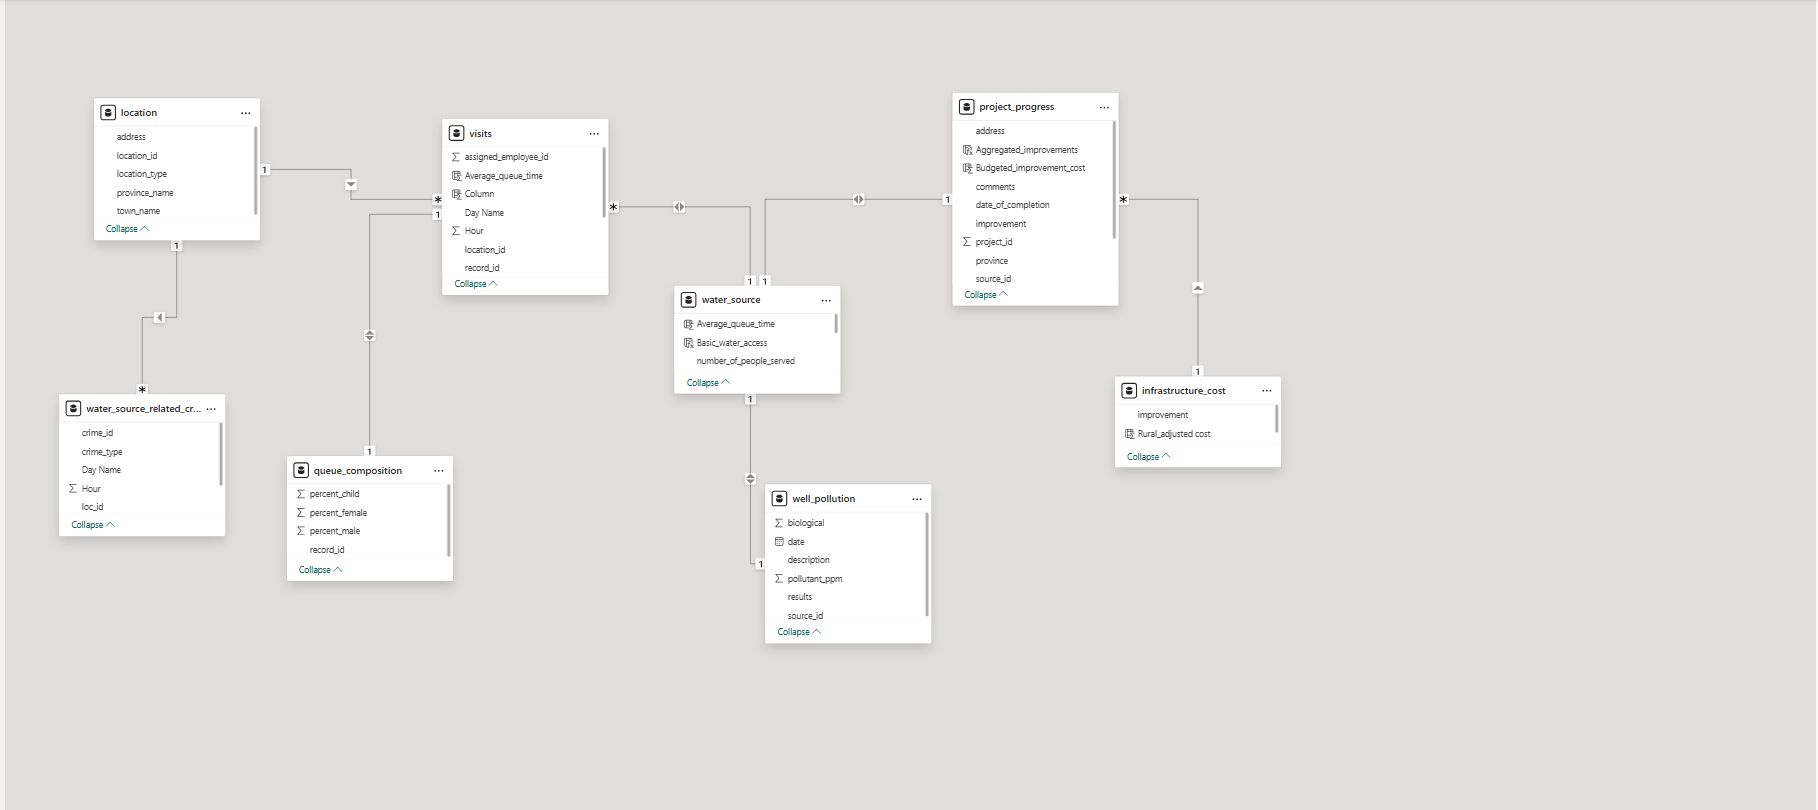 location
address
location_id
location_type
province_name
town_name
Collapse
1
*
1
*
visits
assigned_employee_id
Average_queue_time
Column
Day Name
Hour
location_id
record_id
Collapse
1
*
1
1
project_progress
address
Aggregated_improvements
Budgeted_improvement_cost
comments
date_of_completion
improvement
project_id
province
source_id
Collapse
1
*
1
water_source
Average_queue_time
Basic_water_access
number_of_people_served
Collapse
1
1
infrastructure_cost
improvement
Rural_adjusted cost
Collapse
water_source_related_cr...
crime_id
crime_type
Day Name
Hour
loc_id
Collapse
1
queue_composition
percent_child
percent_female
percent_male
record_id
Collapse
well_pollution
biological
date
description
pollutant_ppm
results
source_id
Collapse